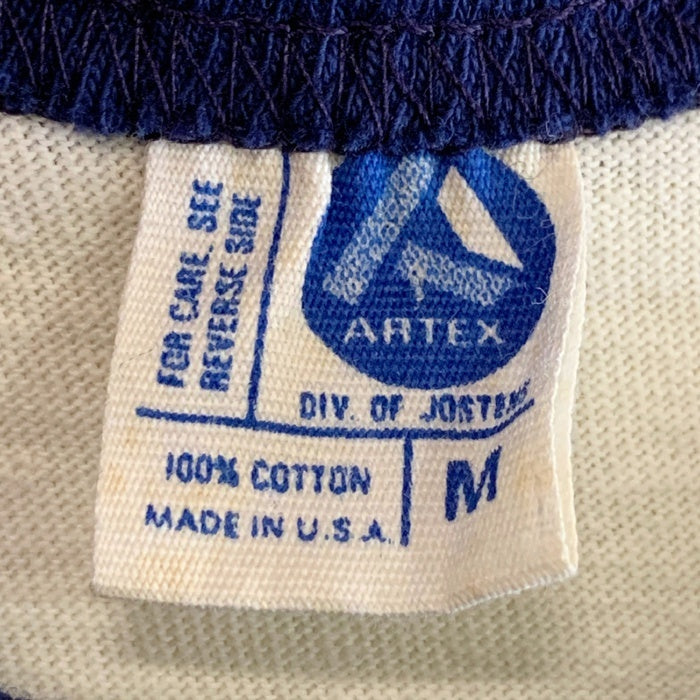 FOR CARE, SEE
REVERSE SIDE
ARTEX
DIV. OF JOSTENS
100% COTTON
MADE IN U.S.A.
M